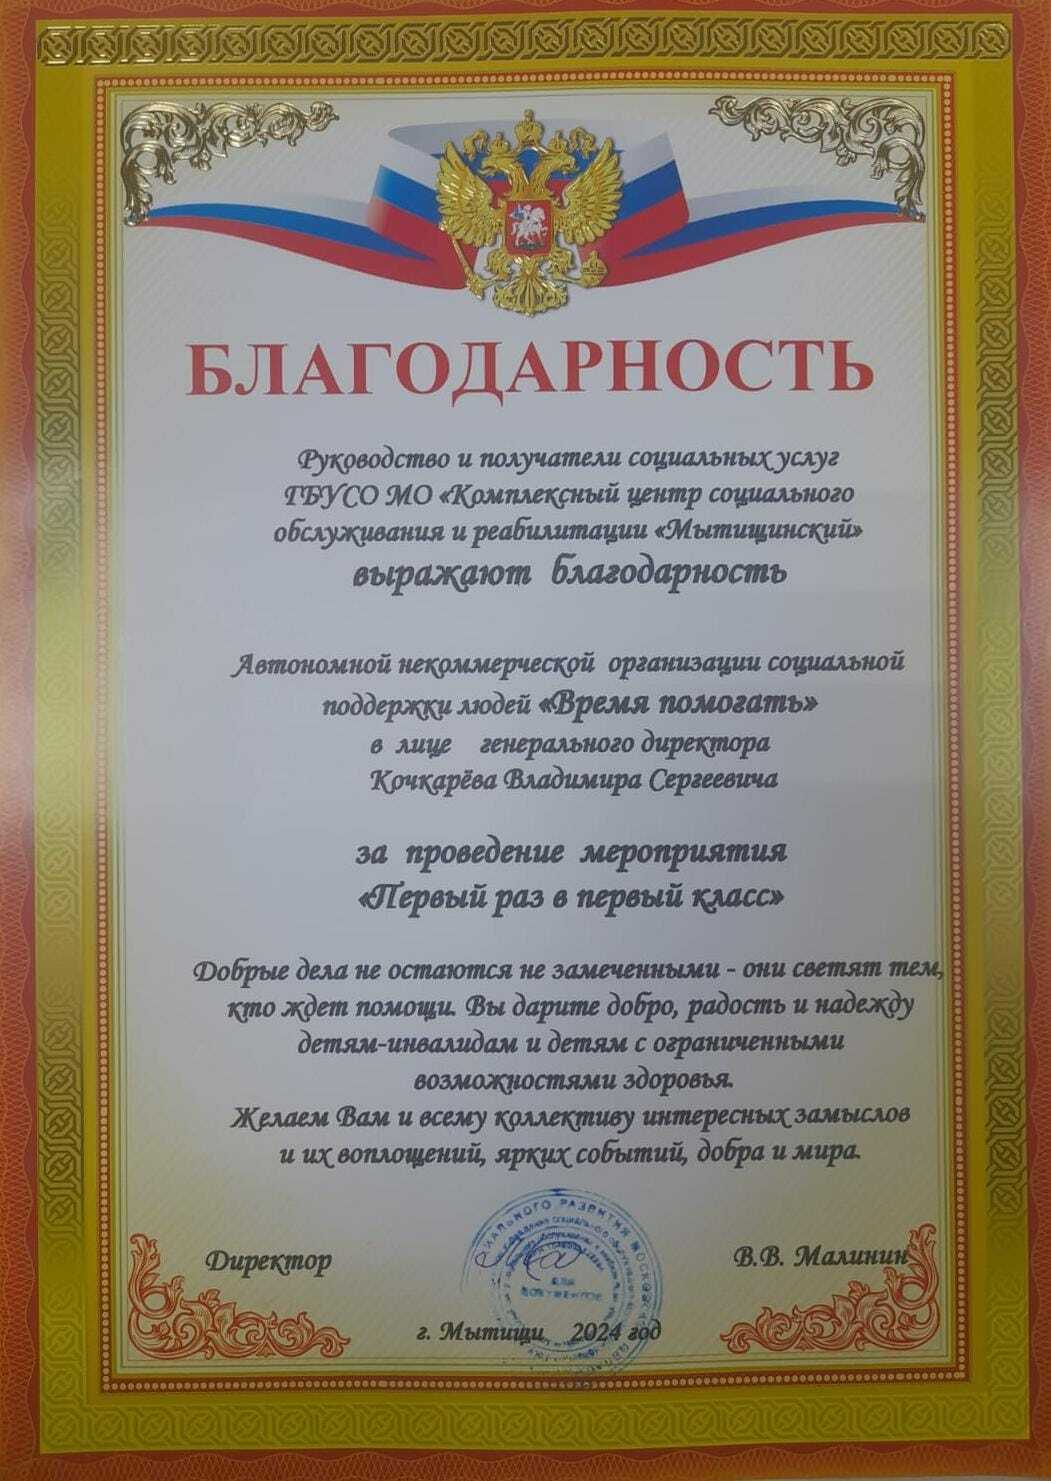 БЛАГОДАРНОСТЬ
Руководство и получатели социальных услуг
ГБУСО МО «Комплексный центр социального
обслуживания и реабилитации «Мытищинский»
выражают благодарность
Автономной некоммерческой организации социальной
поддержки людей «Время помогать»
в лице генерального директора
Кочкарёва Владимира Сергеевича
за проведение мероприятия
«Первый раз в первый класс»
Добрые дела не остаются не замеченными - они светят тем,
кто ждет помощи. Вы дарите добро, радость и надежду
детям-инвалидам и детям с ограниченными
возможностями здоровья.
Желаем Вам и всему коллективу интересных замыслов
и их воплощений, ярких событий, добра и мира.
Директор
В.В. Малинин
ДЛЯ
ДОКУМЕНТОВ
г. Мытищи 2024 год